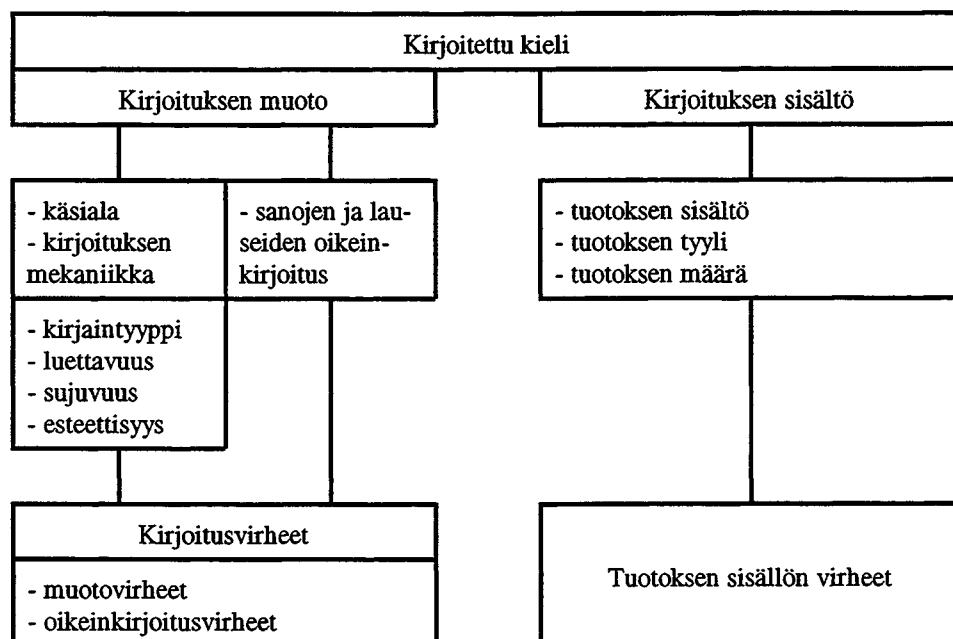 Kirjoitettu kieli
Kirjoituksen muoto
Kirjoituksen sisältö
- käsiala
- kirjoituksen
mekaniikka
- sanojen ja lau-
seiden oikein-
kirjoitus
- tuotoksen sisältö
- tuotoksen tyyli
- tuotoksen määrä
- kirjaintyyppi
- luettavuus
- sujuvuus
- esteettisyys
Kirjoitusvirheet
- muotovirheet
- oikeinkirjoitusvirheet
Tuotoksen sisällön virheet